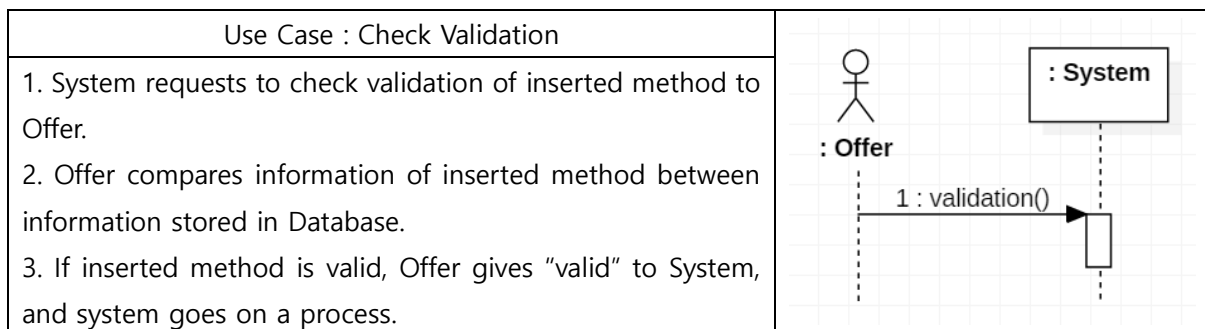 Use Case : Check Validation
1. System requests to check validation of inserted method to
Offer.
2. Offer compares information of inserted method between
information stored in Database.
3. If inserted method is valid, Offer gives “valid” to System,
and system goes on a process.
: Offer
: System
1 : validation()